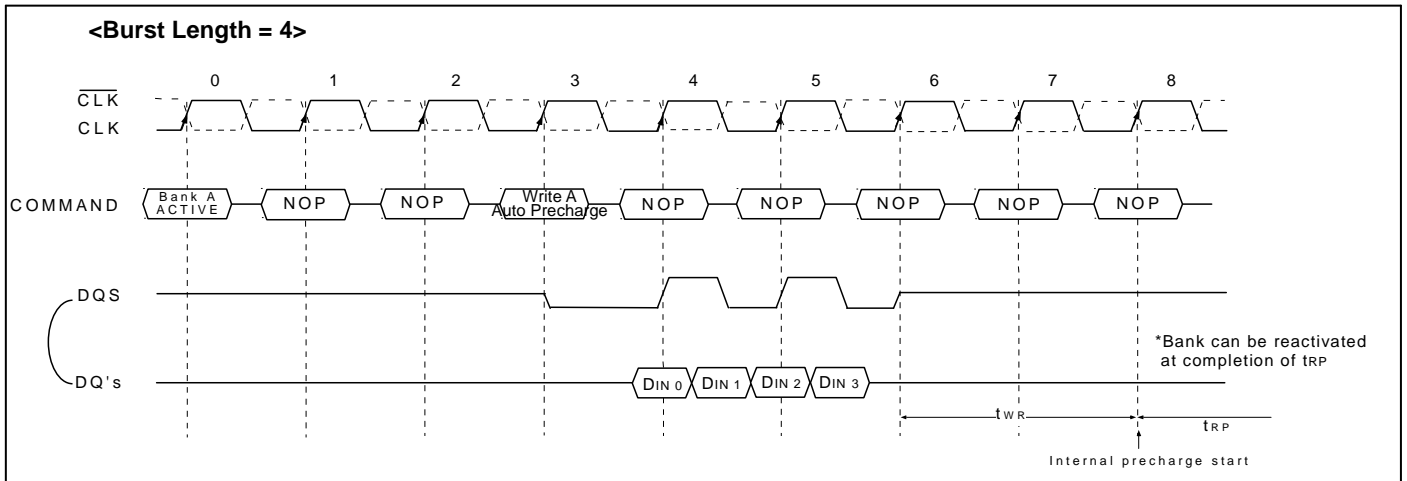 <Burst Length = 4>
0 1 2 3 4 5 6 7 8
CLK
CLK
COMMAND
Bank A
ACTIVE
NOP
NOP
Write A
Auto Precharge
NOP
NOP
NOP
NOP
NOP
DQS
*Bank can be reactivated
at completion of tRP
DQ's
DIN 0
DIN 1
DIN 2
DIN 3
tWR
tRP
Internal precharge start